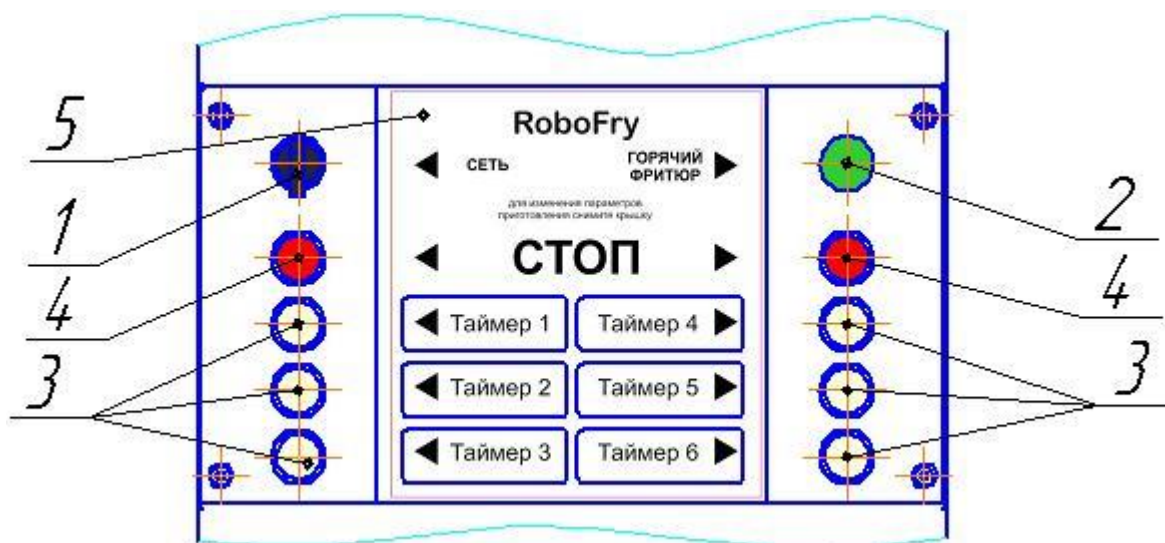 RoboFry
СЕТЬ
ГОРЯЧИЙ
ФРИТЮР
для изменения параметров
приготовления снимите крышку
СТОП
Таймер 1 Таймер 4
Таймер 2 Таймер 5
Таймер 3 Таймер 6
5
1
4
3
2
4
3